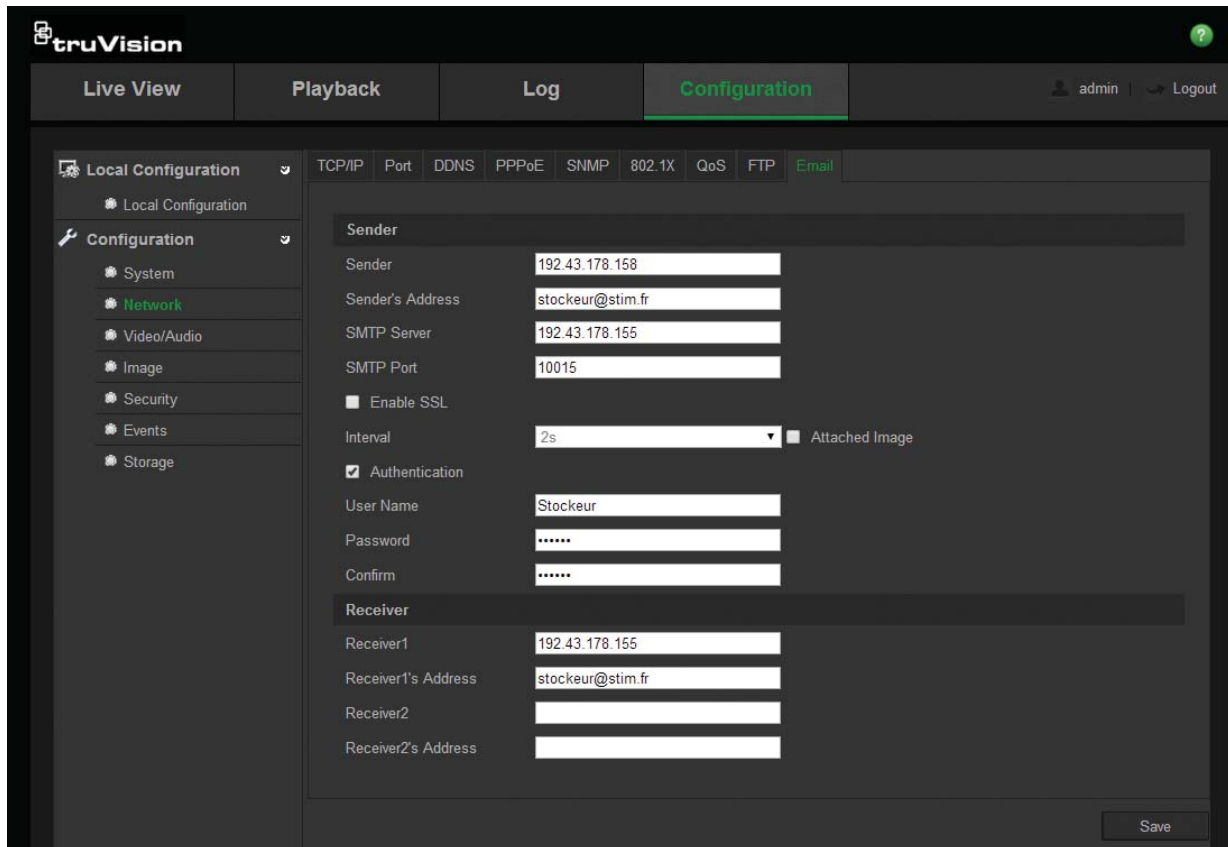 truVision
?
Live View Playback Log Configuration admin | Logout
Local Configuration
Local Configuration
Configuration
System
Network
Video/Audio
Image
Security
Events
Storage
TCP/IP Port DDNS PPPoE SNMP 802.1X QoS FTP Email
Sender
Sender 192.43.178.158
Sender's Address stockeur@stim.fr
SMTP Server 192.43.178.155
SMTP Port 10015
Enable SSL
Interval 2s Attached Image
Authentication
User Name Stockeur
Password ••••••
Confirm ••••••
Receiver
Receiver1 192.43.178.155
Receiver1's Address stockeur@stim.fr
Receiver2
Receiver2's Address
Save